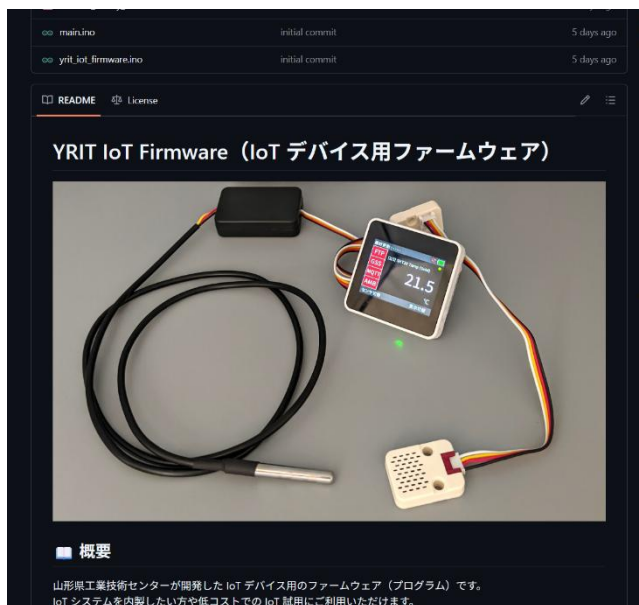 main.ino
initial commit
5 days ago
yrit_iot_firmware.ino
initial commit
5 days ago
README
License
YRIT IoT Firmware（IoT デバイス用ファームウェア）
FTP
GSS
MQTT
AMB
21.5
℃
概要
山形県工業技術センターが開発した IoT デバイス用のファームウェア（プログラム）です。
IoT システムを内製したい方や低コストでの IoT 試用にご利用いただけます。